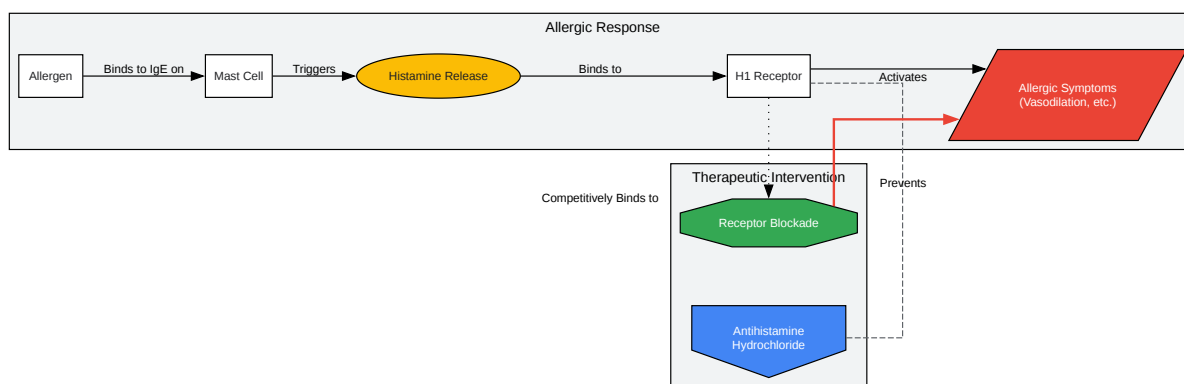 Allergic Response
Allergen
Binds to IgE on
Mast Cell
Triggers
Histamine Release
Binds to
H1 Receptor
Activates
Allergic Symptoms
(Vasodilation, etc.)
Therapeutic Intervention
Competitively Binds to
Prevents
Receptor Blockade
Antihistamine
Hydrochloride